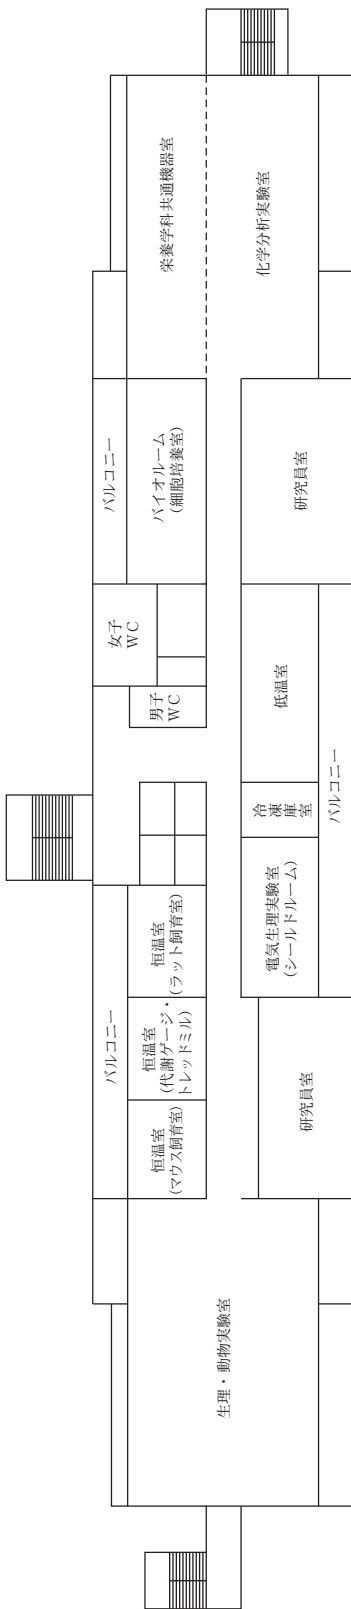 生理・動物実験室
バルコニー
恒温室
(マウス飼育室)
恒温室
(代謝ゲージ・
トレッドミル)
恒温室
(ラット飼育室)
男子
WC
女子
WC
バルコニー
バイオルーム
(細胞培養室)
栄養学科共通機器室
化学分析実験室
研究員室
電気生理実験室
(シールドルーム)
冷凍庫室
低温室
バルコニー
研究員室